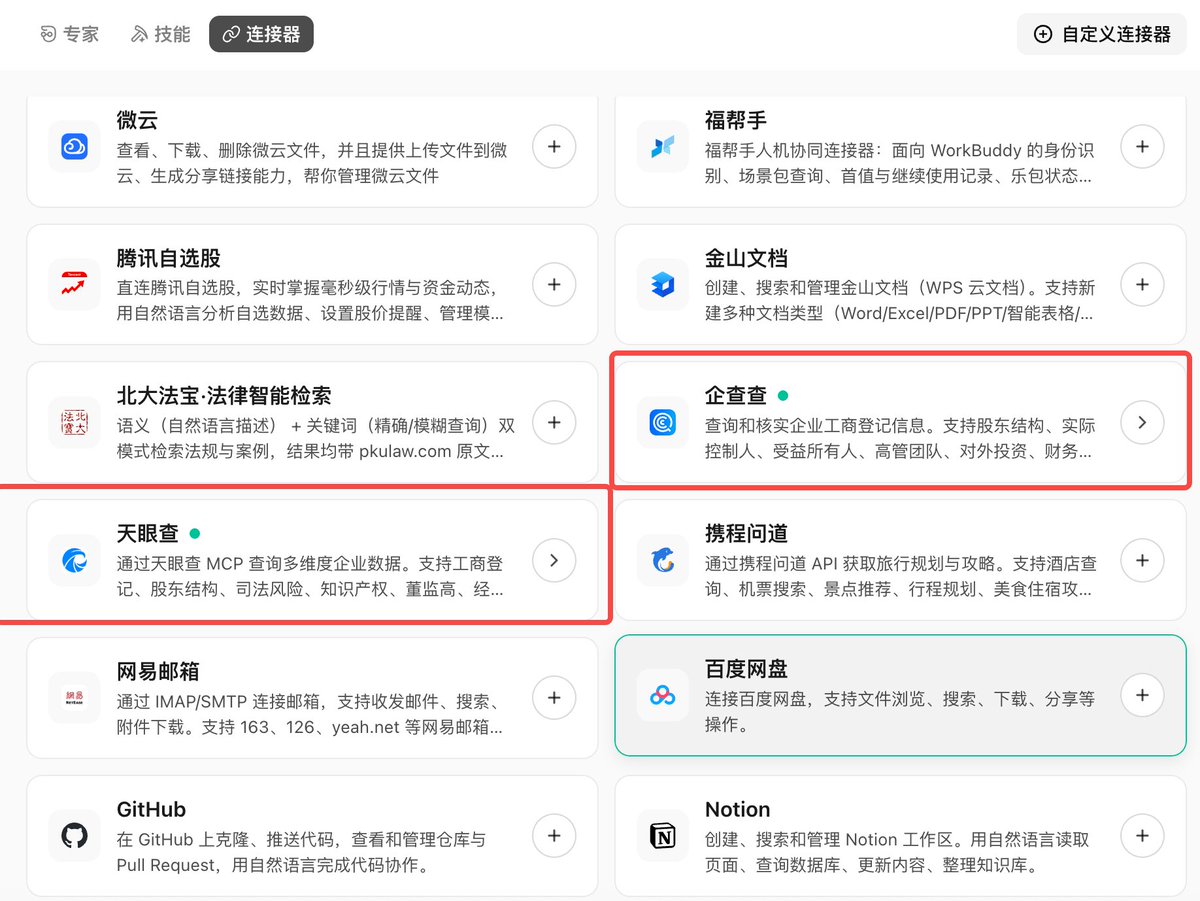 专家
技能
连接器
自定义连接器
微云
查看、下载、删除微云文件，并且提供上传文件到微
云、生成分享链接能力，帮你管理微云文件
福帮手
福帮手人机协同连接器：面向 WorkBuddy 的身份识
别、场景包查询、首值与继续使用记录、乐包状态...
腾讯自选股
直连腾讯自选股，实时掌握毫秒级行情与资金动态，
用自然语言分析自选数据、设置股价提醒、管理模...
金山文档
创建、搜索和管理金山文档（WPS 云文档）。支持新
建多种文档类型（Word/Excel/PDF/PPT/智能表格/...
北大法宝·法律智能检索
语义（自然语言描述） + 关键词（精确/模糊查询）双
模式检索法规与案例，结果均带 pkulaw.com 原文...
企查查
查询和核实企业工商登记信息。支持股东结构、实际
控制人、受益所有人、高管团队、对外投资、财务...
天眼查
通过天眼查 MCP 查询多维度企业数据。支持工商登
记、股东结构、司法风险、知识产权、董监高、经...
携程问道
通过携程问道 API 获取旅行规划与攻略。支持酒店查
询、机票搜索、景点推荐、行程规划、美食住宿攻...
網易
NETEASE
网易邮箱
通过 IMAP/SMTP 连接邮箱，支持收发邮件、搜索、
附件下载。支持 163、126、yeah.net 等网易邮箱...
百度网盘
连接百度网盘，支持文件浏览、搜索、下载、分享等
操作。
GitHub
在 GitHub 上克隆、推送代码，查看和管理仓库与
Pull Request，用自然语言完成代码协作。
Notion
创建、搜索和管理 Notion 工作区。用自然语言读取
页面、查询数据库、更新内容、整理知识库。